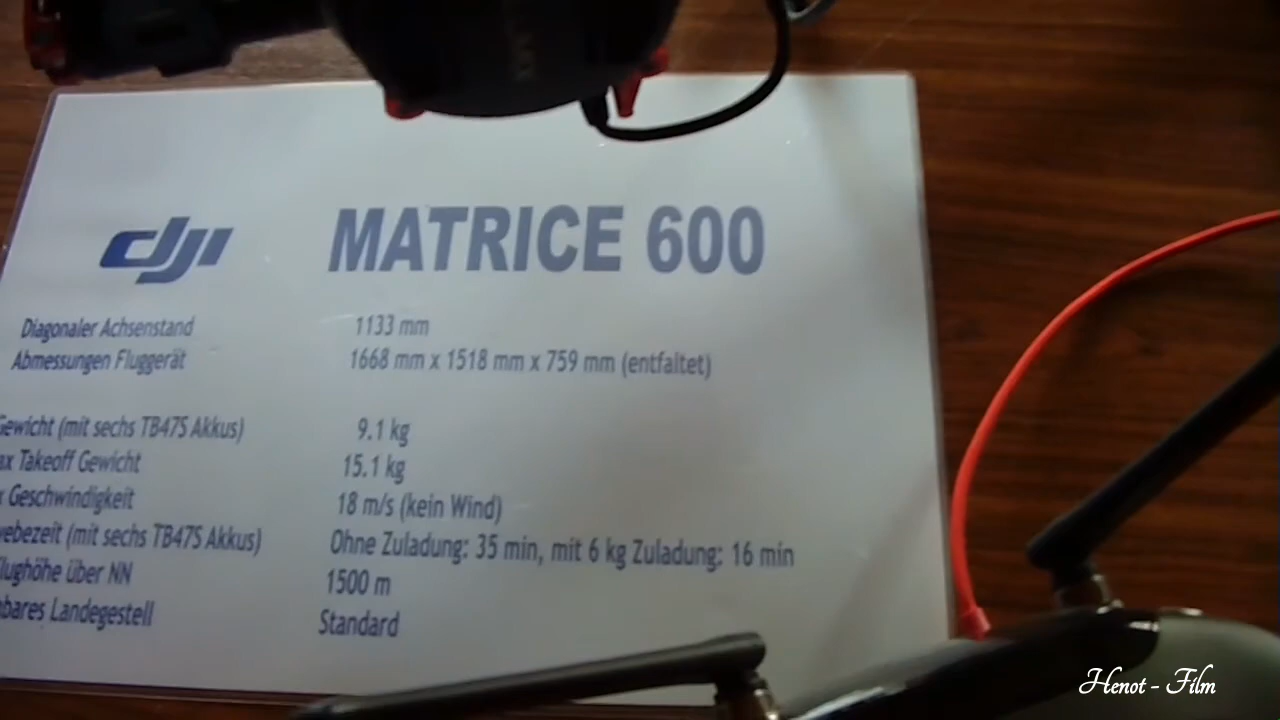 dji MATRICE 600
Diagonaler Achsenstand 1133 mm
Abmessungen Fluggerät 1668 mm x 1518 mm x 759 mm (entfaltet)
Gewicht (mit sechs TB47S Akkus) 9.1 kg
ax Takeoff Gewicht 15.1 kg
Geschwindigkeit 18 m/s (kein Wind)
webezeit (mit sechs TB47S Akkus) Ohne Zuladung: 35 min, mit 6 kg Zuladung: 16 min
Flughöhe über NN 1500 m
bares Landegestell Standard
Henot - Film